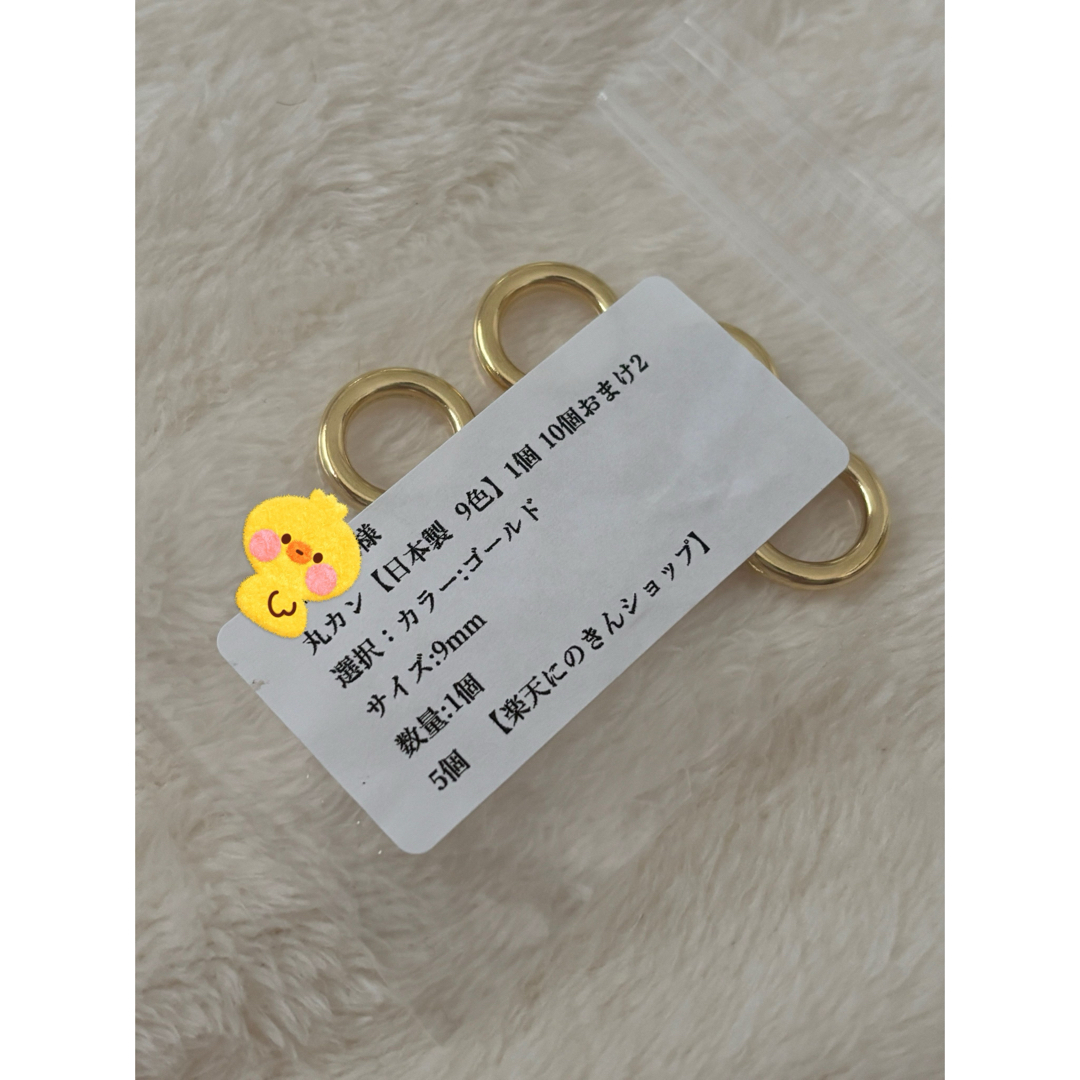 様
丸カン【日本製 9色】1個 10個おまけ2
選択：カラー:ゴールド
サイズ:9mm
数量:1個
5個 【楽天にのきんショップ】